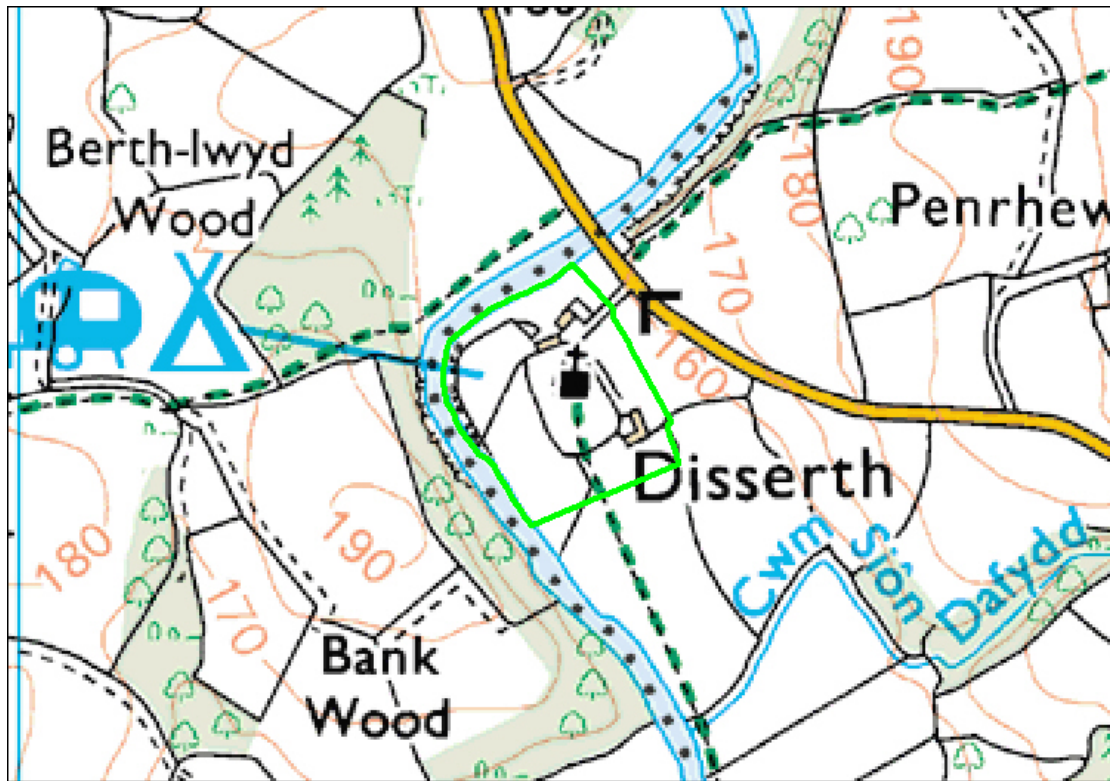 190
Berth-lwyd
Wood
180
Penrhew
170
160
Disserth
Cwm
Siôn
Dafydd
180
190
170
Bank
Wood